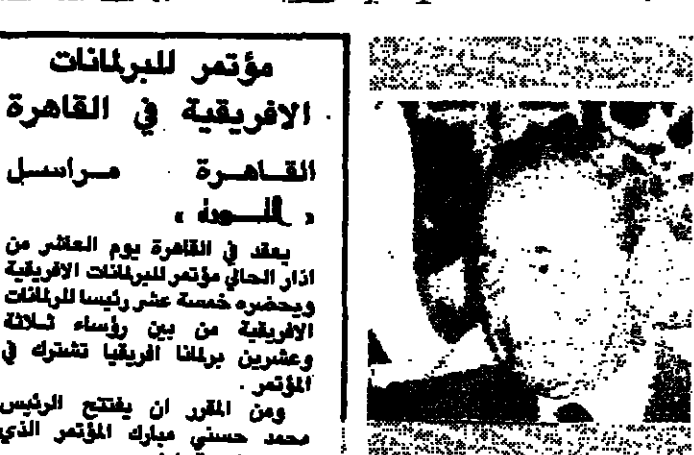 مؤتمر للبرلمانات
الافريقية في القاهرة
القاهرة مراسل
يعقد في القاهرة يوم العاشر من
اذار الحالي مؤتمر للبرلمانات الافريقية
ويحضره خمسة عشر رئيسا للبرلمانات
الافريقية من بين رؤساء ثلاثة
وعشرين برلمانا افريقيا تشترك في
المؤتمر .
ومن المقرر ان يفتتح الرئيس
محمد حسني مبارك المؤتمر الذي